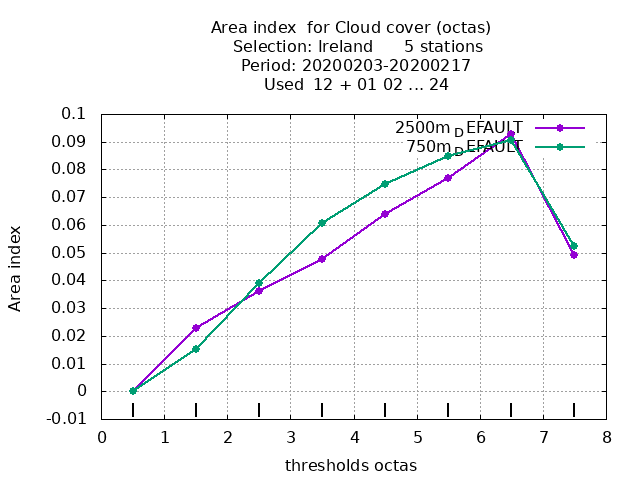 Area index  for Cloud cover (octas)
Selection: Ireland      5 stations
Period: 20200203-20200217
Used  12 + 01 02 ... 24
0.1
0.09
0.08
0.07
0.06
0.05
0.04
0.03
0.02
0.01
0
-0.01
Area index
2500m_DEFAULT
750m_DEFAULT
0 1 2 3 4 5 6 7 8
thresholds octas